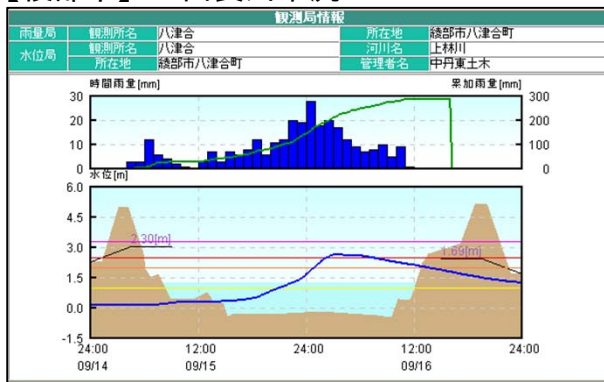 観測局情報
雨量局 観測所名 八津合 所在地 綾部市八津合町
水位局 観測所名 八津合 河川名 上林川
所在地 綾部市八津合町 管理者名 中丹東土木
時間雨量[mm] 累加雨量[mm]
30 300
20 200
10 100
0 0
水位[m]
6.0
4.5
3.0
1.5
0.0
-1.5
2.30[m] 1.69[m]
24:00 12:00 24:00 12:00 24:00
09/14 09/15 09/16